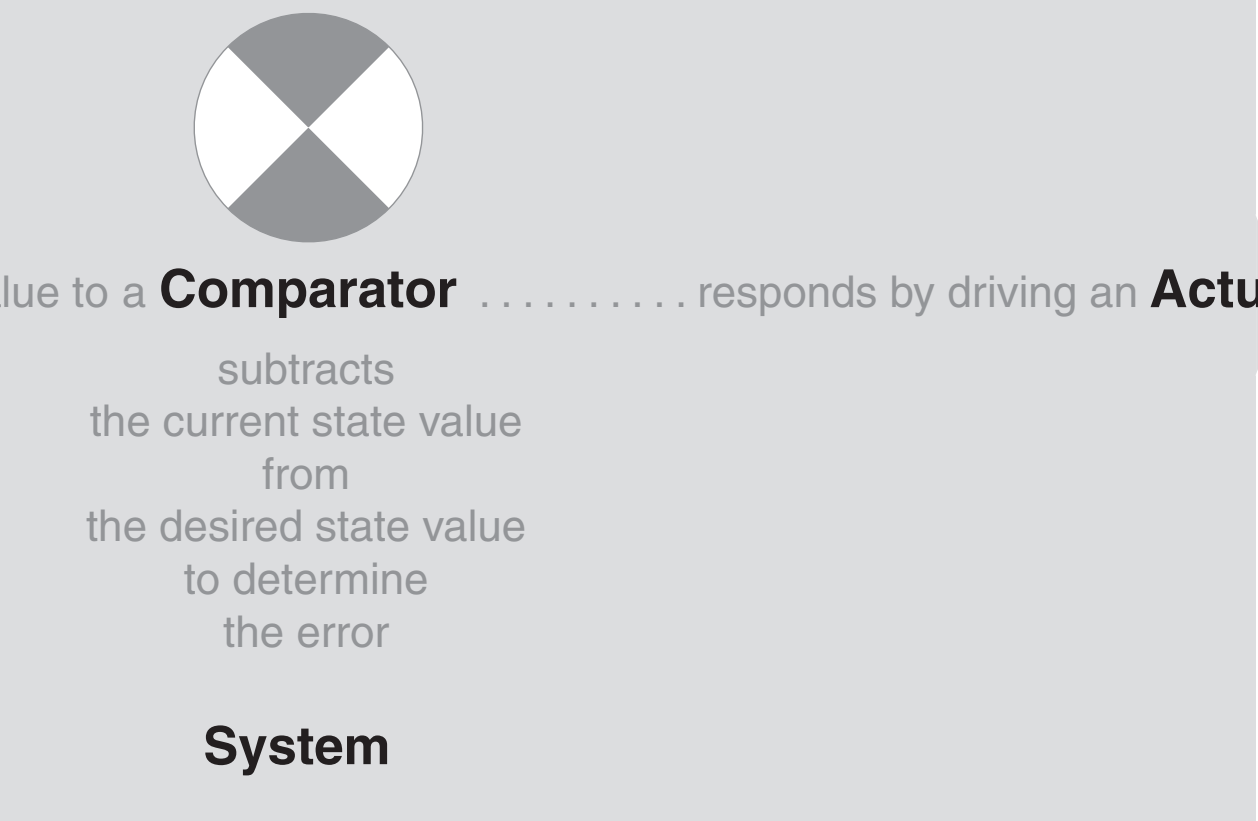 lue to a Comparator .......... responds by driving an Actu
subtracts
the current state value
from
the desired state value
to determine
the error
System